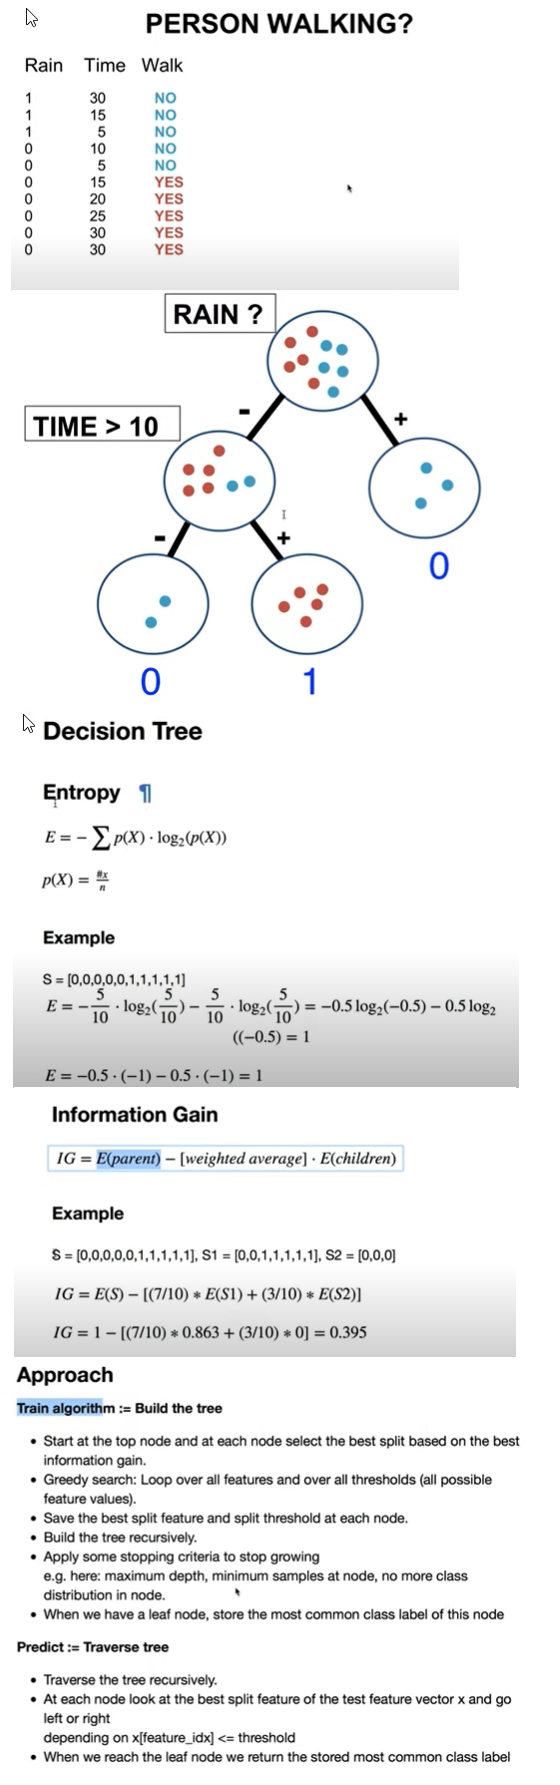 PERSON WALKING?
Rain Time Walk
1 30 NO
1 15 NO
1 5 NO
0 10 NO
0 5 NO
0 15 YES
0 20 YES
0 25 YES
0 30 YES
0 30 YES
RAIN ?
- +
TIME > 10
- +
0
0 1
Decision Tree
Entropy ¶
E = − ∑ p(X) · log₂(p(X))
p(X) = #x/n
Example
S = [0,0,0,0,0,1,1,1,1,1]
E = −5/10 · log₂(5/10) − 5/10 · log₂(5/10) = −0.5 log₂(−0.5) − 0.5 log₂
((−0.5) = 1
E = −0.5 · (−1) − 0.5 · (−1) = 1
Information Gain
IG = E(parent) − [weighted average] · E(children)
Example
S = [0,0,0,0,0,1,1,1,1,1], S1 = [0,0,1,1,1,1,1], S2 = [0,0,0]
IG = E(S) − [(7/10) ∗ E(S1) + (3/10) ∗ E(S2)]
IG = 1 − [(7/10) ∗ 0.863 + (3/10) ∗ 0] = 0.395
Approach
Train algorithm := Build the tree
• Start at the top node and at each node select the best split based on the best
information gain.
• Greedy search: Loop over all features and over all thresholds (all possible
feature values).
• Save the best split feature and split threshold at each node.
• Build the tree recursively.
• Apply some stopping criteria to stop growing
e.g. here: maximum depth, minimum samples at node, no more class
distribution in node.
• When we have a leaf node, store the most common class label of this node
Predict := Traverse tree
• Traverse the tree recursively.
• At each node look at the best split feature of the test feature vector x and go
left or right
depending on x[feature_idx] <= threshold
• When we reach the leaf node we return the stored most common class label